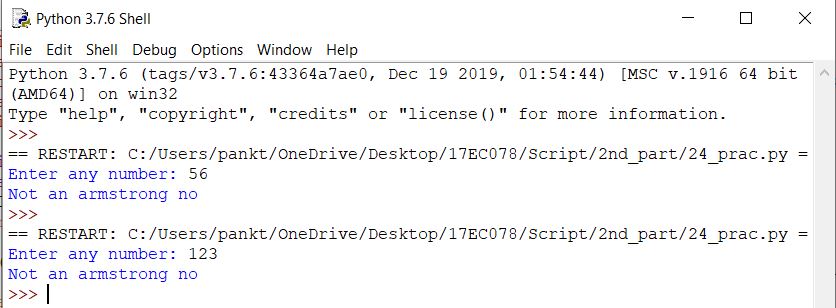 Python 3.7.6 Shell
File Edit Shell Debug Options Window Help
Python 3.7.6 (tags/v3.7.6:43364a7ae0, Dec 19 2019, 01:54:44) [MSC v.1916 64 bit
(AMD64)] on win32
Type "help", "copyright", "credits" or "license()" for more information.
>>>
== RESTART: C:/Users/pankt/OneDrive/Desktop/17EC078/Script/2nd_part/24_prac.py =
Enter any number: 56
Not an armstrong no
>>>
== RESTART: C:/Users/pankt/OneDrive/Desktop/17EC078/Script/2nd_part/24_prac.py =
Enter any number: 123
Not an armstrong no
>>>